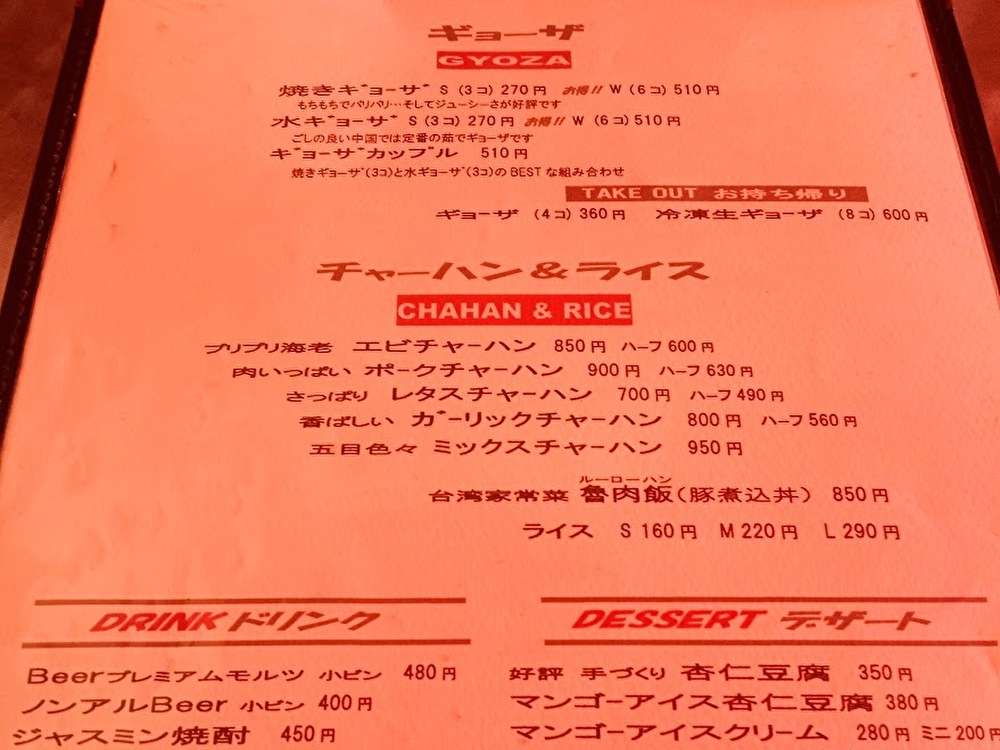 ギョーザ
GYOZA
焼きギョーザ S (3コ) 270円 お得!! W (6コ) 510円
もちもちでパリパリ…そしてジューシーさが好評です
水ギョーザ S (3コ) 270円 お得!! W (6コ) 510円
ごしの良い中国では定番の茹でギョーザです
ギョーザカップル 510円
焼きギョーザ(3コ)と水ギョーザ(3コ)のBESTな組み合わせ
TAKE OUT お持ち帰り
ギョーザ (4コ) 360円 冷凍生ギョーザ (8コ) 600円
チャーハン&ライス
CHAHAN & RICE
プリプリ海老 エビチャーハン 850円 ハーフ600円
肉いっぱい ポークチャーハン 900円 ハーフ630円
さっぱり レタスチャーハン 700円 ハーフ490円
香ばしい ガーリックチャーハン 800円 ハーフ560円
五目色々 ミックスチャーハン 950円
ルーローハン
台湾家常菜 魯肉飯(豚煮込丼) 850円
ライス S 160円 M 220円 L 290円
DRINK ドリンク
Beerプレミアムモルツ 小ビン 480円
ノンアルBeer 小ビン 400円
ジャスミン焼酎 450円
DESSERT デザート
好評 手づくり 杏仁豆腐 350円
マンゴーアイス杏仁豆腐 380円
マンゴーアイスクリーム 280円 ミニ200円